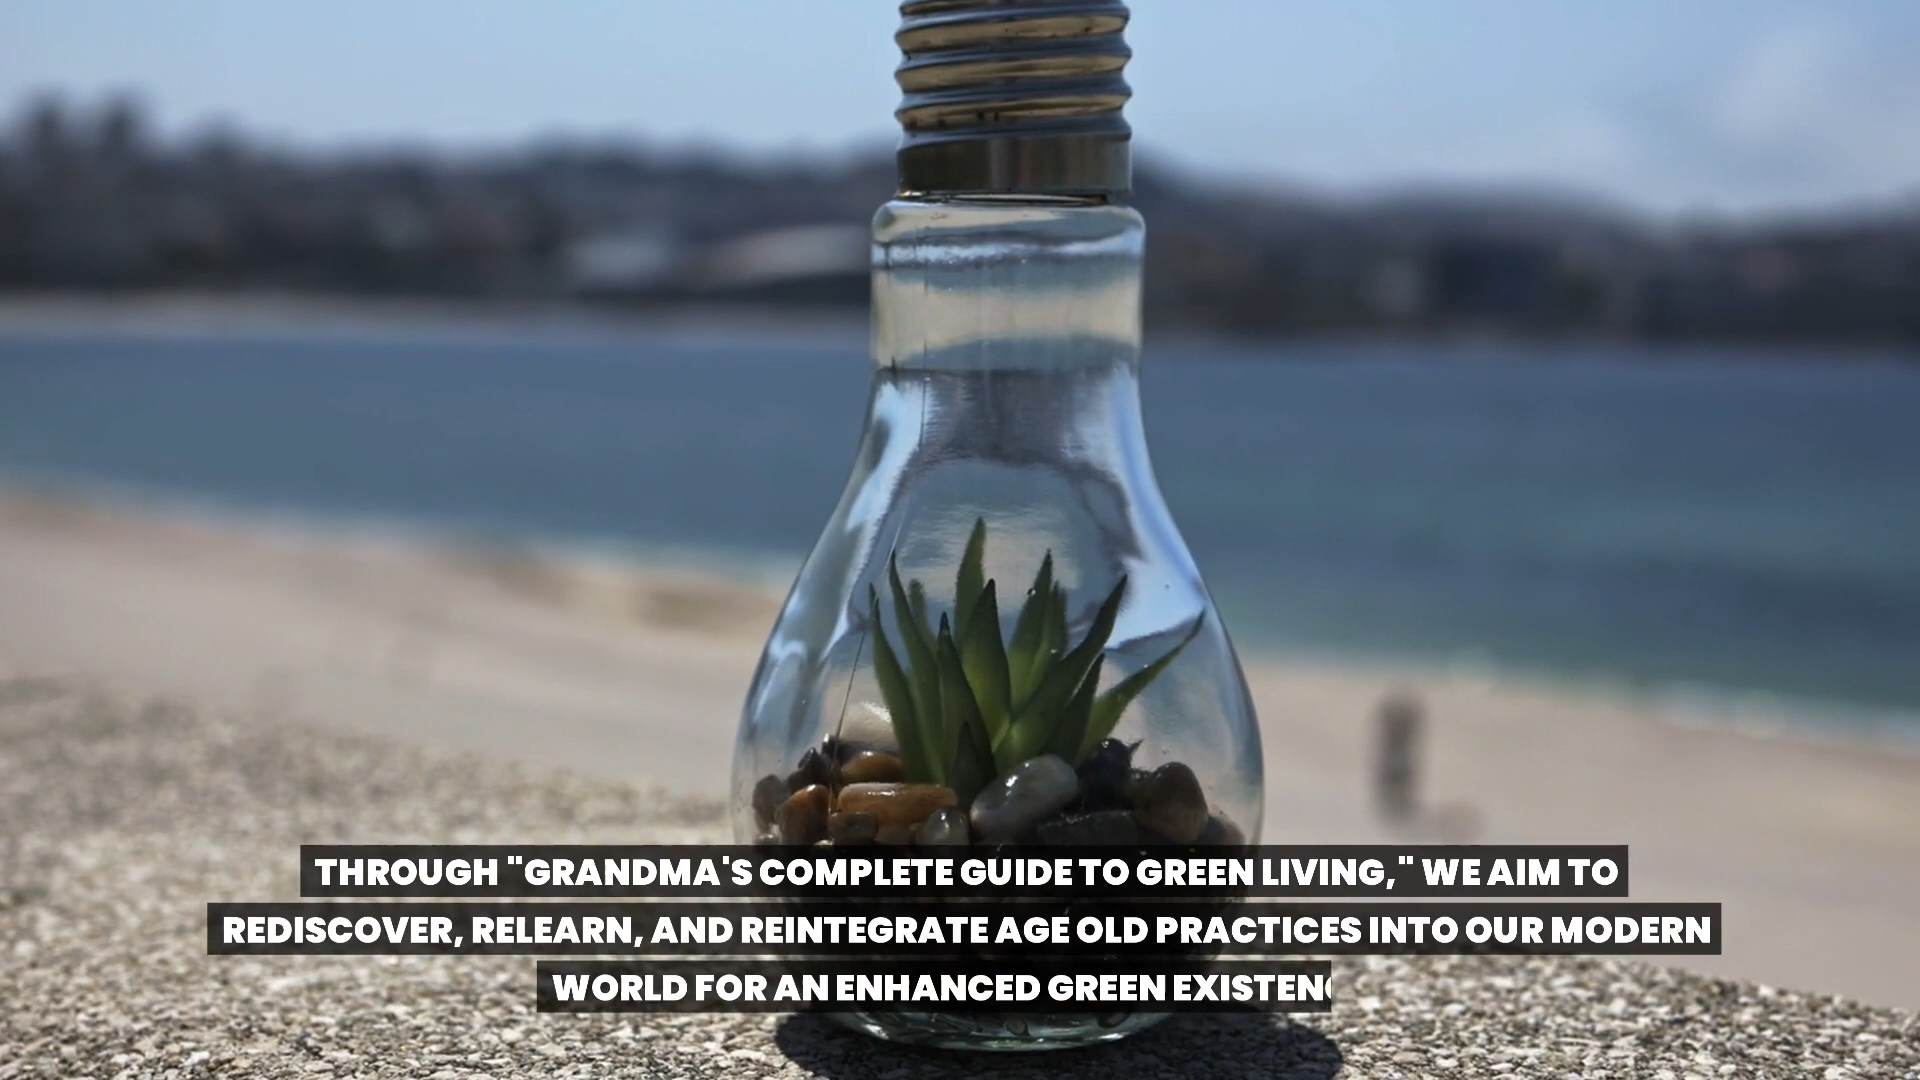 THROUGH "GRANDMA'S COMPLETE GUIDE TO GREEN LIVING," WE AIM TO
REDISCOVER, RELEARN, AND REINTEGRATE AGE OLD PRACTICES INTO OUR MODERN
WORLD FOR AN ENHANCED GREEN EXISTEN